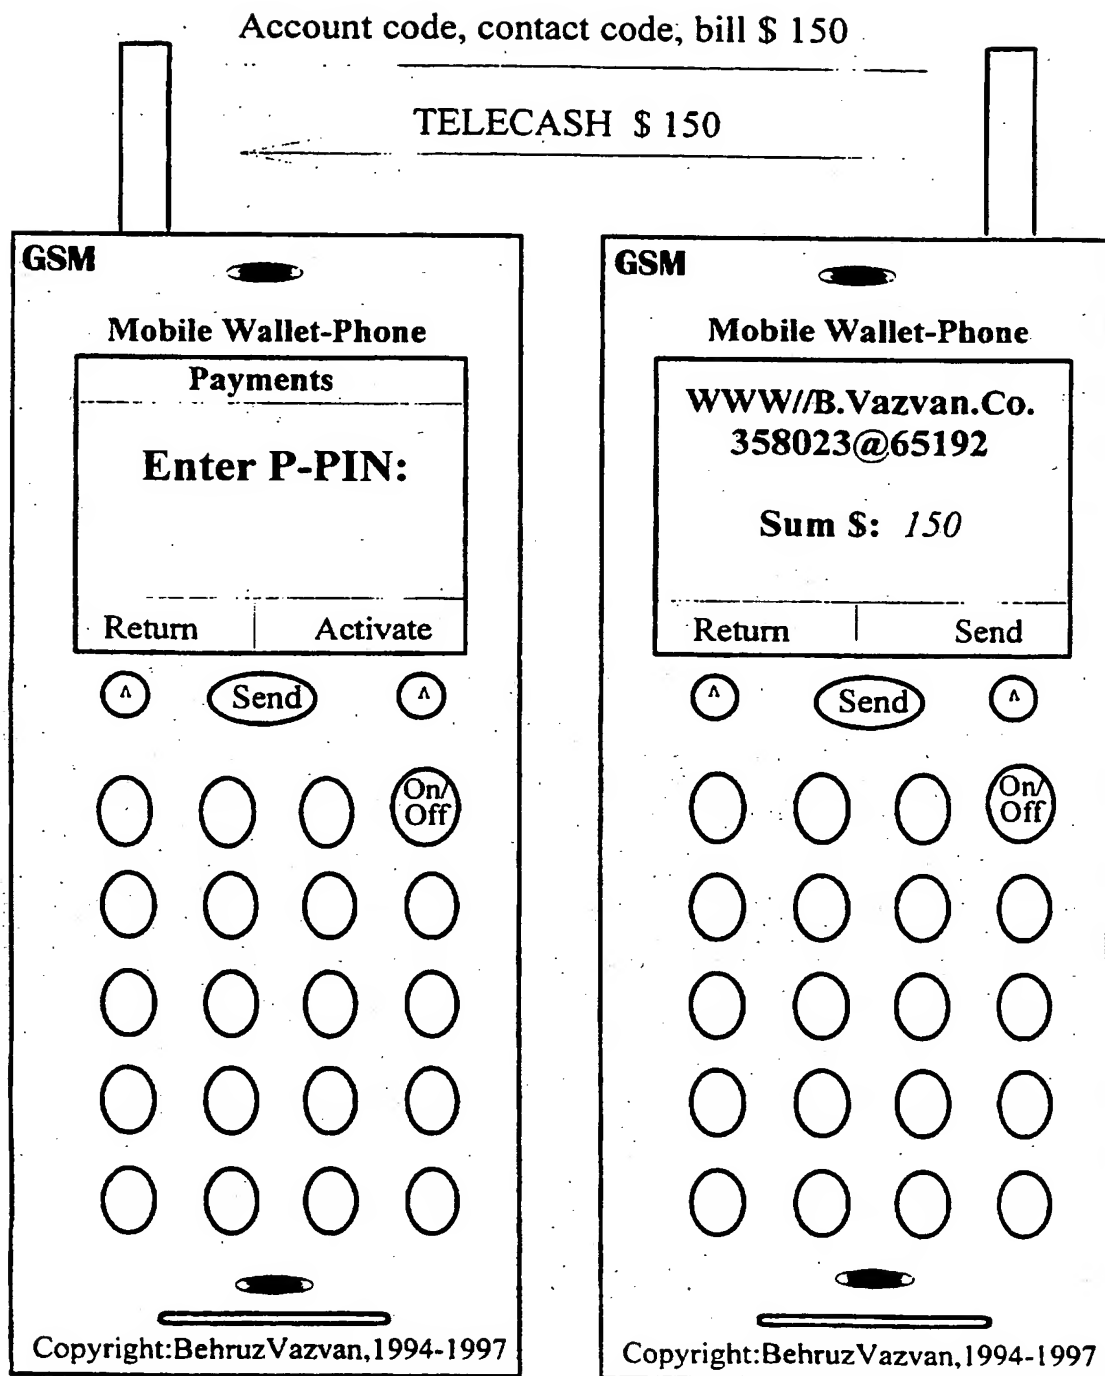 Account code, contact code, bill $ 150
TELECASH $ 150
GSM
Mobile Wallet-Phone
Payments
Enter P-PIN:
Return Activate
^ Send ^
On/
Off
Copyright:BehruzVazvan,1994-1997
GSM
Mobile Wallet-Phone
WWW//B.Vazvan.Co.
358023@65192
Sum $: 150
Return Send
^ Send ^
On/
Off
Copyright:BehruzVazvan,1994-1997